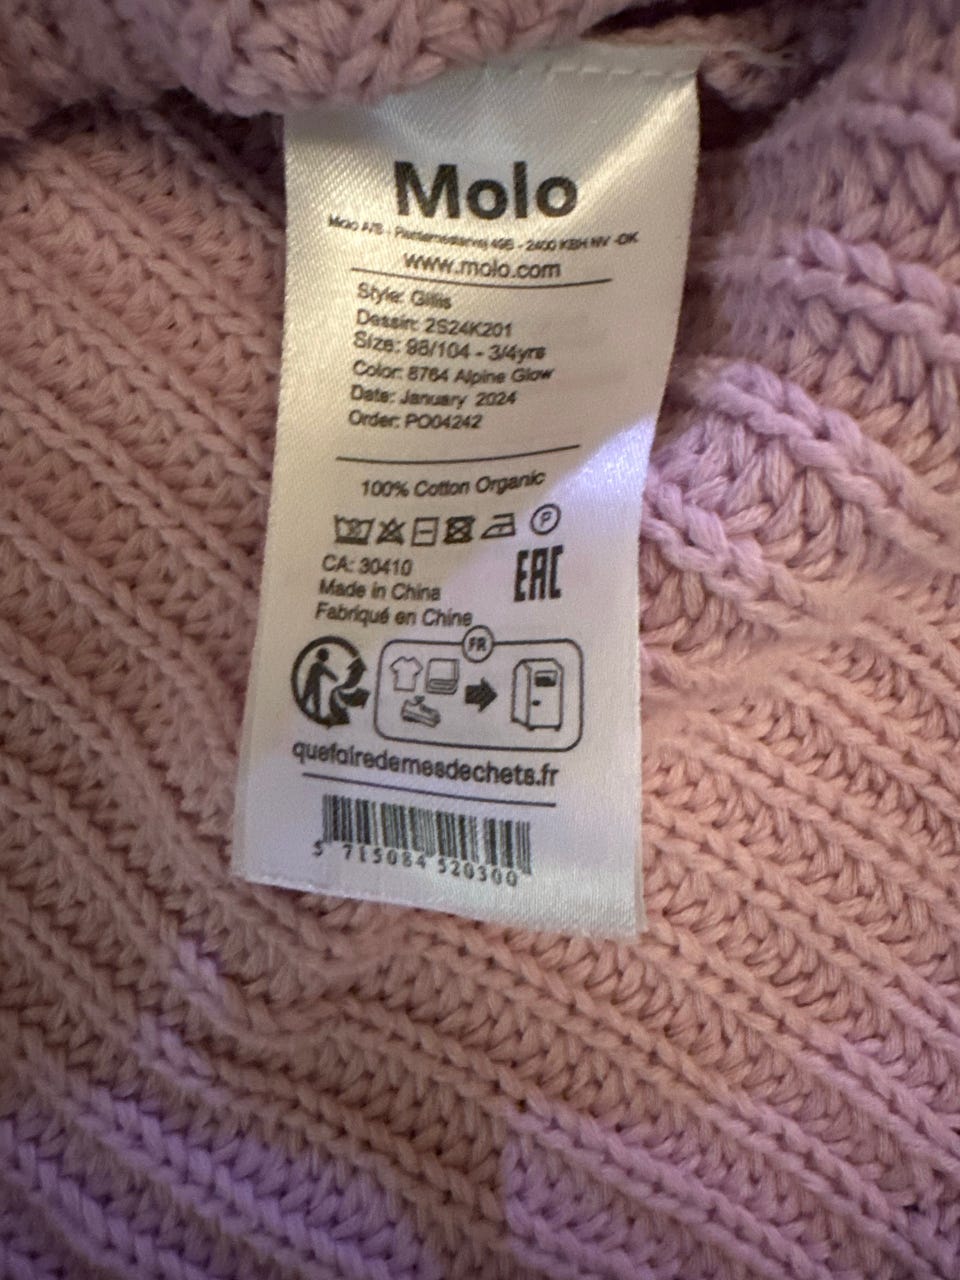 Molo
Molo A/S - 2400 KBH NV -DK
www.molo.com
Style: Gillis
Dessin: 2S24K201
Size: 98/104 - 3/4yrs
Color: 8764 Alpine Glow
Date: January 2024
Order: PO04242
100% Cotton Organic
P
CA: 30410
EAC
Made in China
Fabriqué en Chine
FR
quefairedemesdechets.fr
5 715084 520300